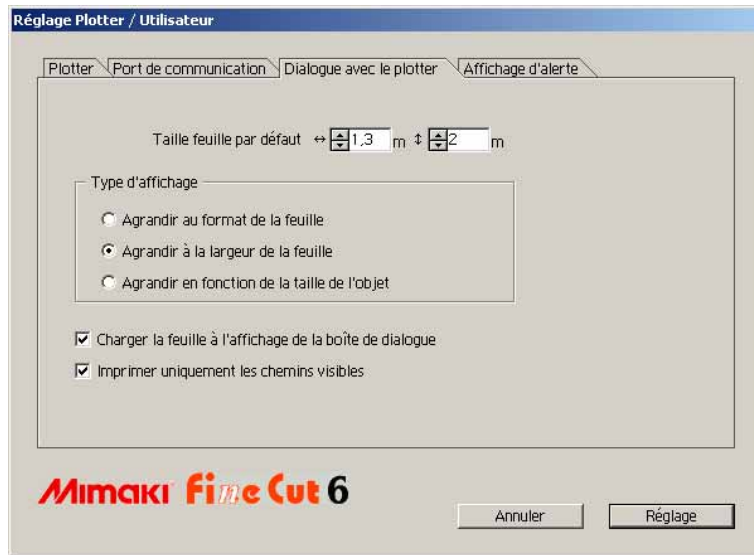 Réglage Plotter / Utilisateur
Plotter Port de communication Dialogue avec le plotter Affichage d'alerte
Taille feuille par défaut ↔ 1,3 m ↕ 2 m
Type d'affichage
Agrandir au format de la feuille
Agrandir à la largeur de la feuille
Agrandir en fonction de la taille de l'objet
Charger la feuille à l'affichage de la boîte de dialogue
Imprimer uniquement les chemins visibles
Mimaki Fine Cut 6
Annuler Réglage